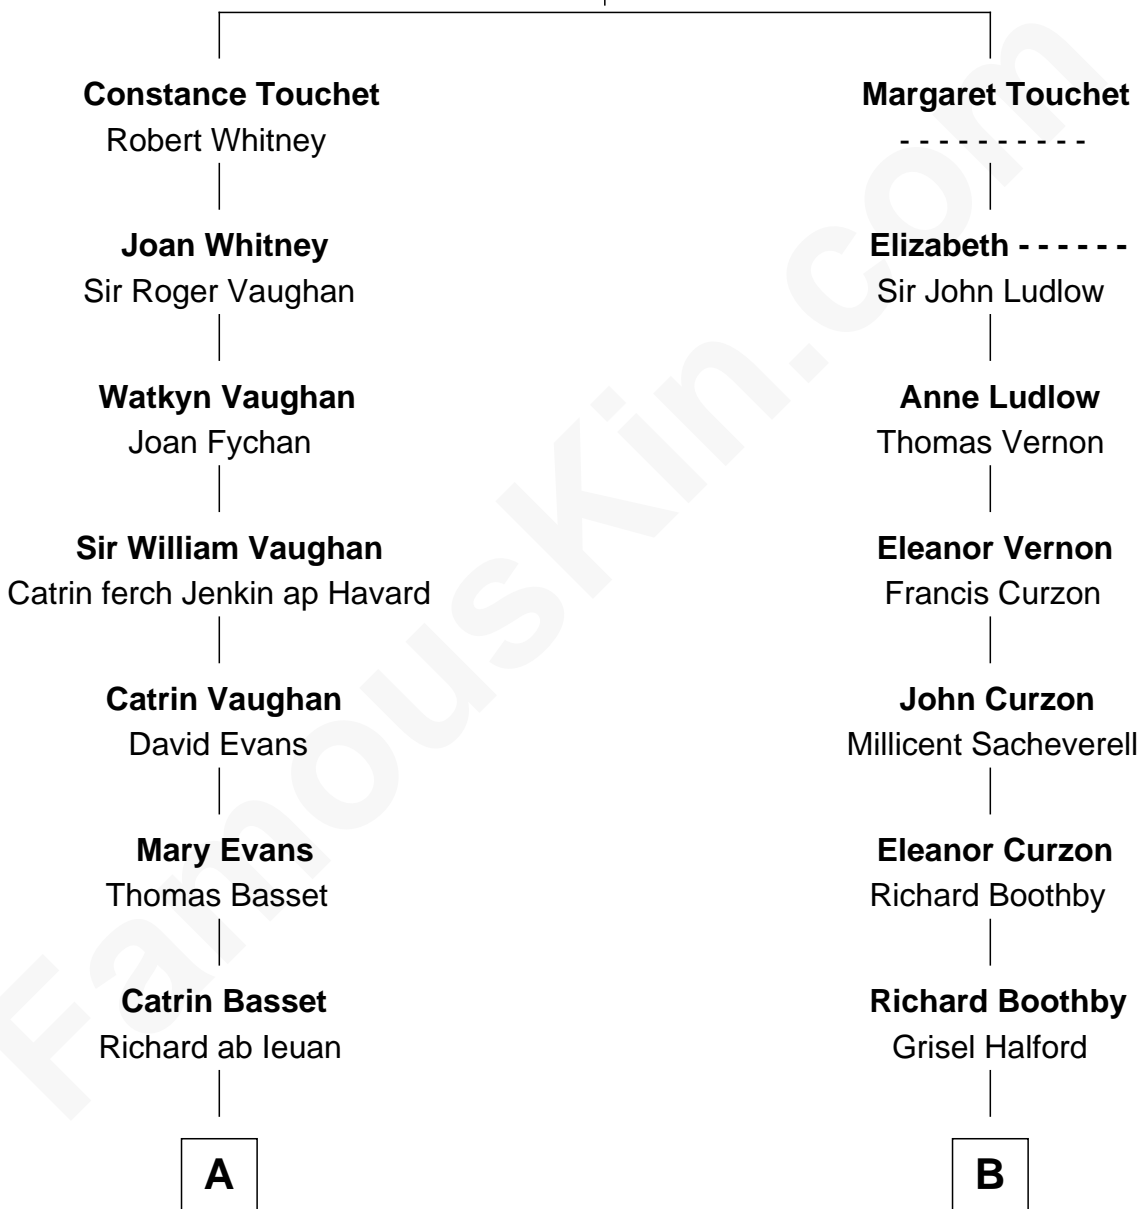 Constance Touchet
Robert Whitney
Joan Whitney
Sir Roger Vaughan
Watkyn Vaughan
Joan Fychan
Sir William Vaughan
Catrin ferch Jenkin ap Havard
Catrin Vaughan
David Evans
Mary Evans
Thomas Basset
Catrin Basset
Richard ab Ieuan
A
Margaret Touchet
- - - - - - - - - -
Elizabeth - - - - - -
Sir John Ludlow
Anne Ludlow
Thomas Vernon
Eleanor Vernon
Francis Curzon
John Curzon
Millicent Sacheverell
Eleanor Curzon
Richard Boothby
Richard Boothby
Grisel Halford
B
FamousKin.com